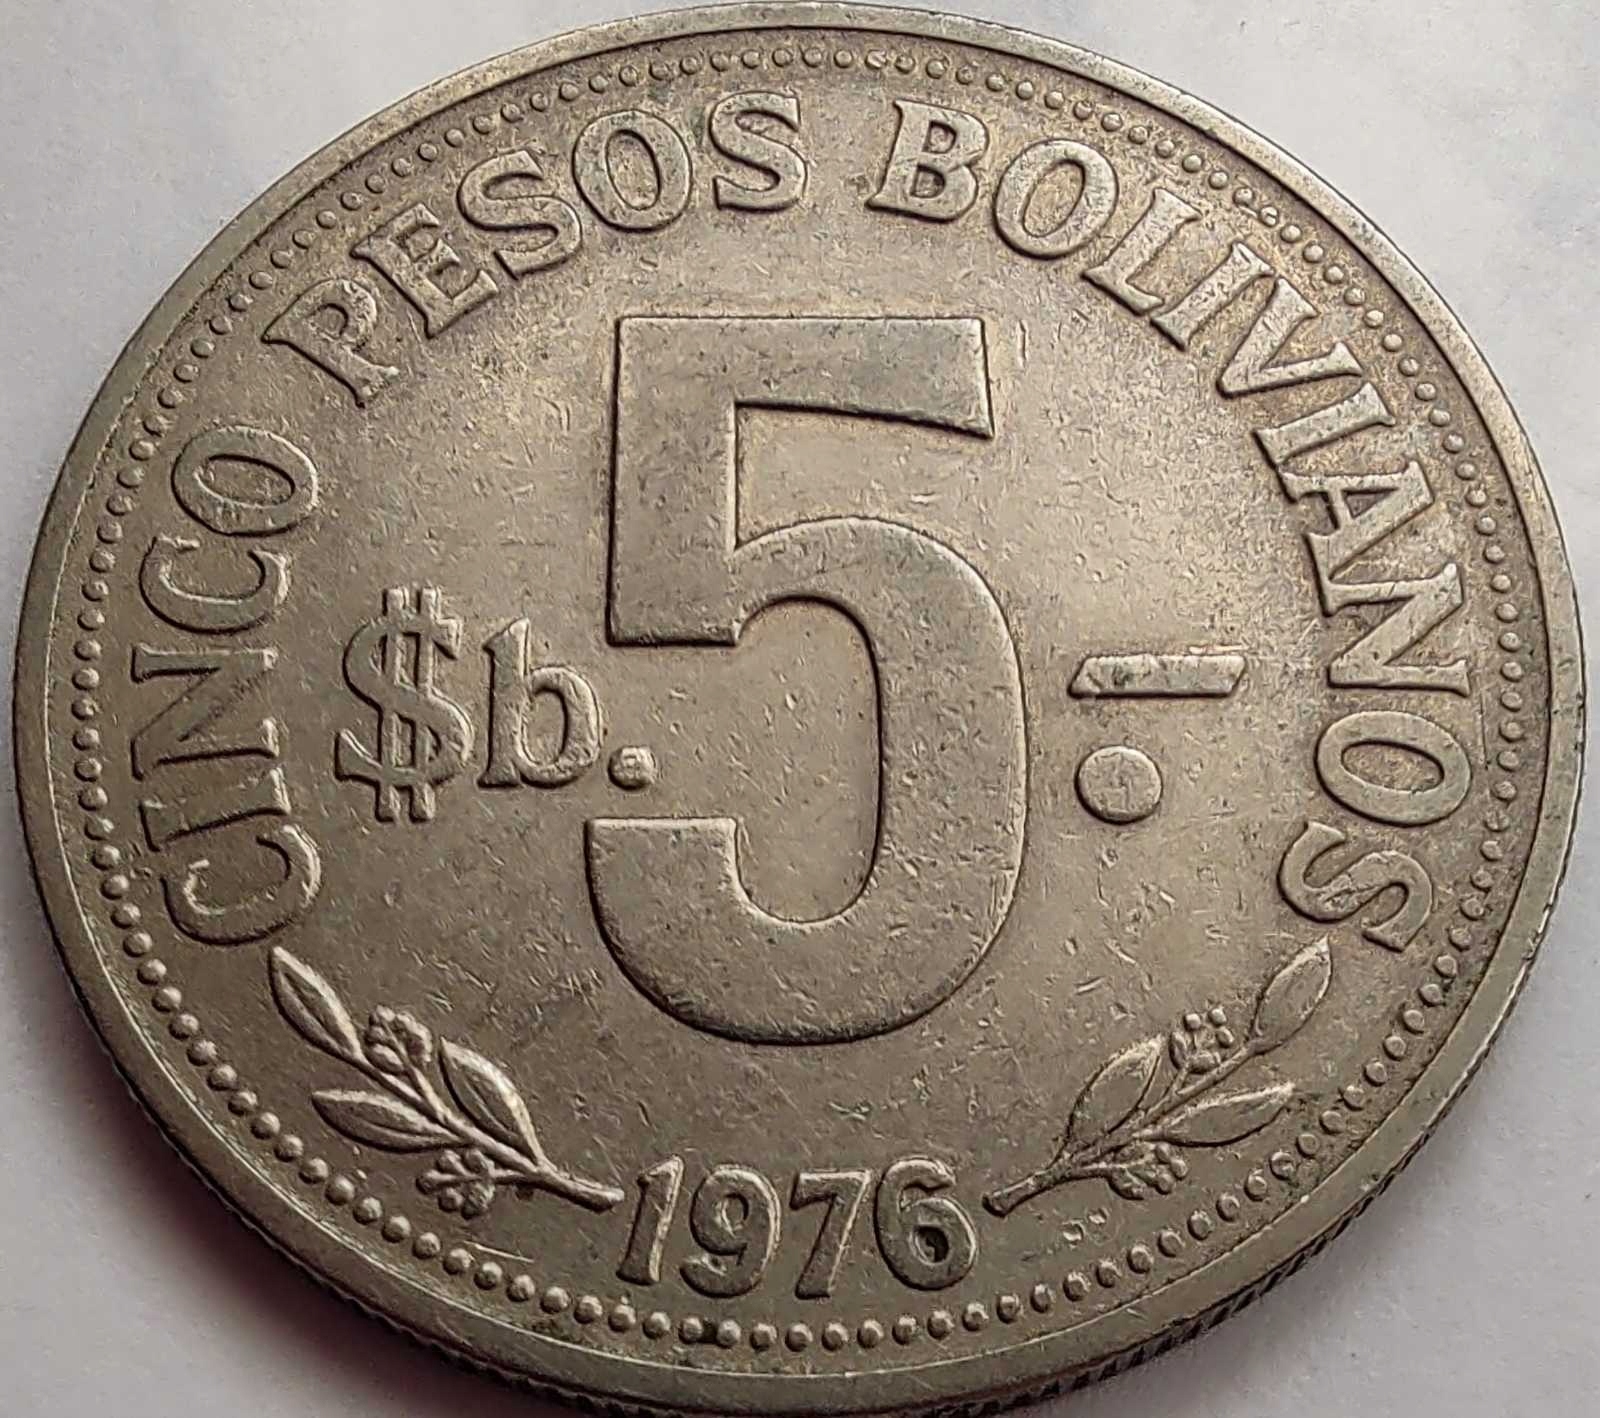 CINCO PESOS BOLIVIANOS
$b. 5.-
1976